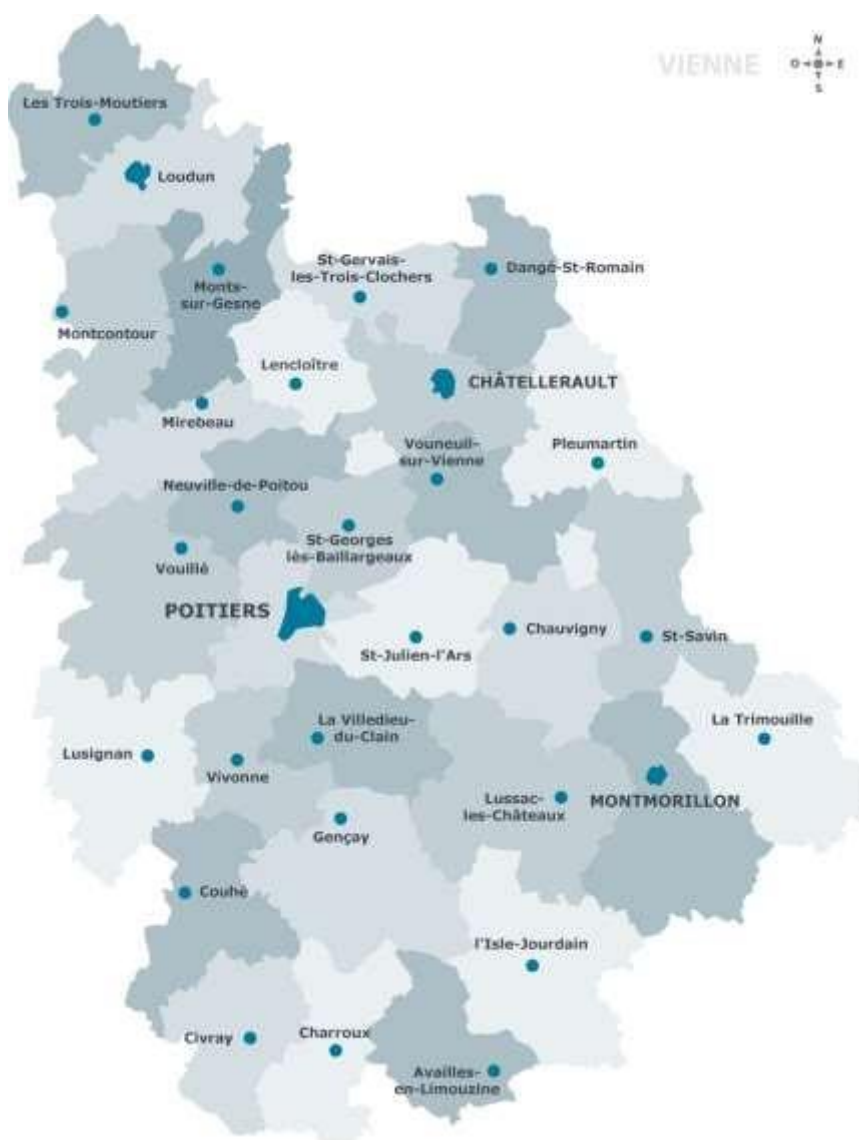 VIENNE
N
O E
S
Les Trois-Moutiers
Loudun
St-Gervais-
les-Trois-Clochers
Dangé-St-Romain
Monts-
sur-Gesne
Montcontour
Lencloître
CHÂTELLERAULT
Mirebeau
Vouneuil-
sur-Vienne
Pleumartin
Neuville-de-Poitou
St-Georges
lès-Baillargeaux
Vouillé
POITIERS
Chauvigny
St-Savin
St-Julien-l'Ars
La Villedieu-
du-Clain
La Trimouille
Lusignan
Vivonne
Lussac-
les-Châteaux
MONTMORILLON
Gençay
Couhé
l'Isle-Jourdain
Civray
Charroux
Availles-
en-Limouzine